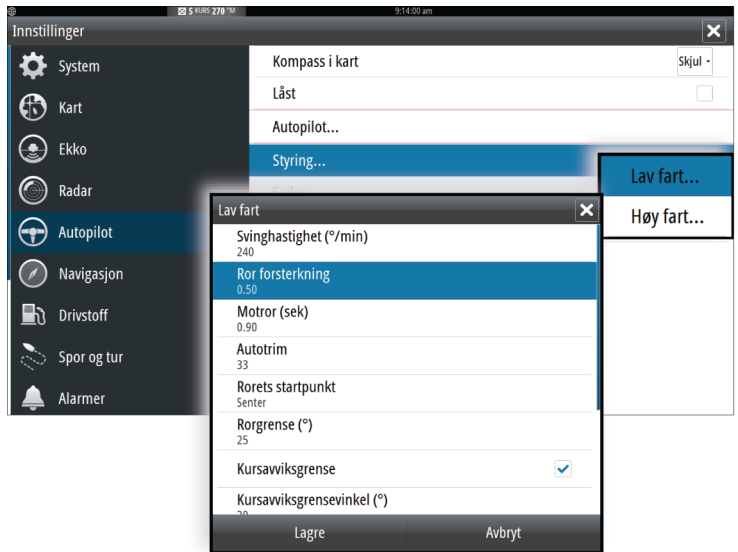 S KURS 270 °M
9:14:00 am
Innstillinger
System
Kart
Ekko
Radar
Autopilot
Navigasjon
Drivstoff
Spor og tur
Alarmer
Kompass i kart
Skjul
Låst
Autopilot...
Styring...
Lav fart...
Høy fart...
Lav fart
Svinghastighet (°/min)
240
Ror forsterkning
0.50
Motror (sek)
0.90
Autotrim
33
Rorets startpunkt
Senter
Rorgrense (°)
25
Kursavviksgrense
Kursavviksgrensevinkel (°)
Lagre
Avbryt